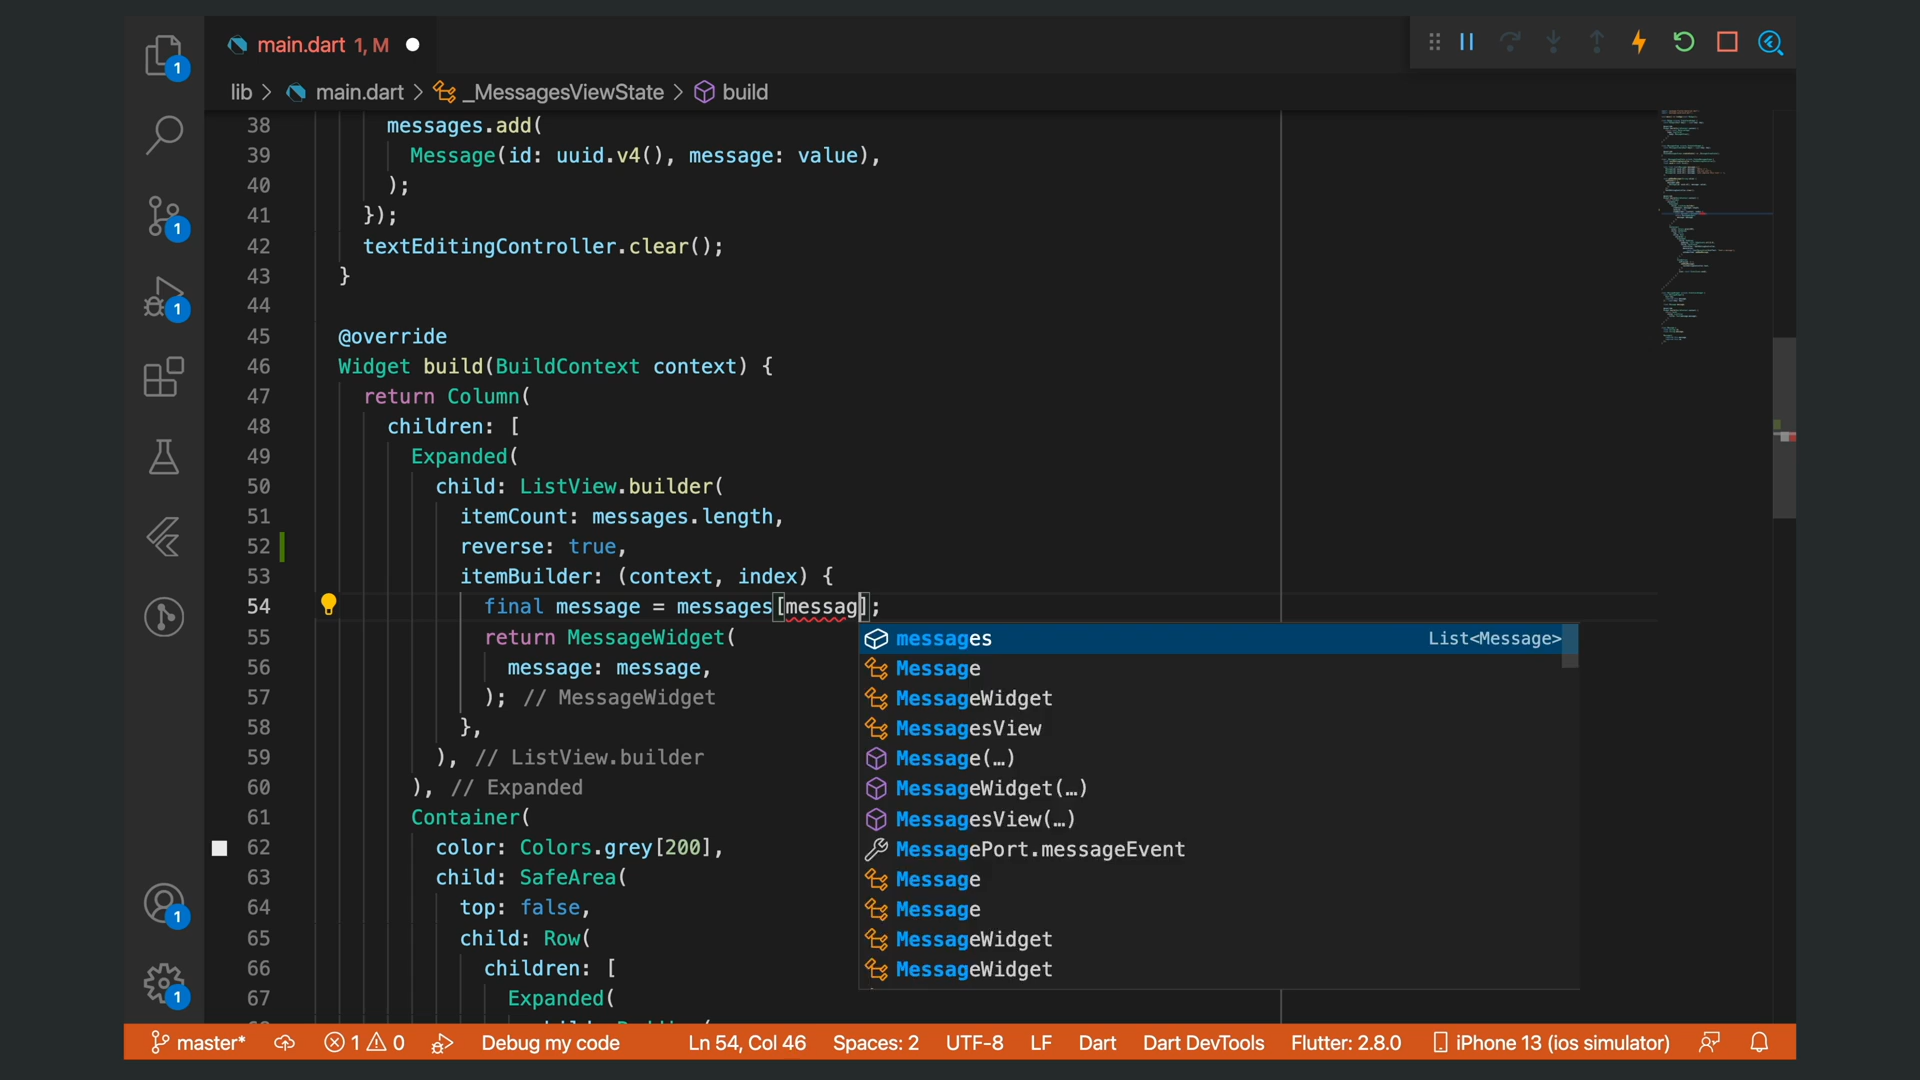 main.dart 1, M
lib > main.dart > _MessagesViewState > build
38 messages.add(
39 Message(id: uuid.v4(), message: value),
40 );
41 });
42 textEditingController.clear();
43 }
44
45 @override
46 Widget build(BuildContext context) {
47 return Column(
48 children: [
49 Expanded(
50 child: ListView.builder(
51 itemCount: messages.length,
52 reverse: true,
53 itemBuilder: (context, index) {
54 final message = messages[messag];
55 return MessageWidget(
56 message: message,
57 ); // MessageWidget
58 },
59 ), // ListView.builder
60 ), // Expanded
61 Container(
62 color: Colors.grey[200],
63 child: SafeArea(
64 top: false,
65 child: Row(
66 children: [
67 Expanded(
messages List<Message>
Message
MessageWidget
MessagesView
Message(…)
MessageWidget(…)
MessagesView(…)
MessagePort.messageEvent
Message
Message
MessageWidget
MessageWidget
1
1
1
1
1
master* 1 0 Debug my code Ln 54, Col 46 Spaces: 2 UTF-8 LF Dart Dart DevTools Flutter: 2.8.0 iPhone 13 (ios simulator)